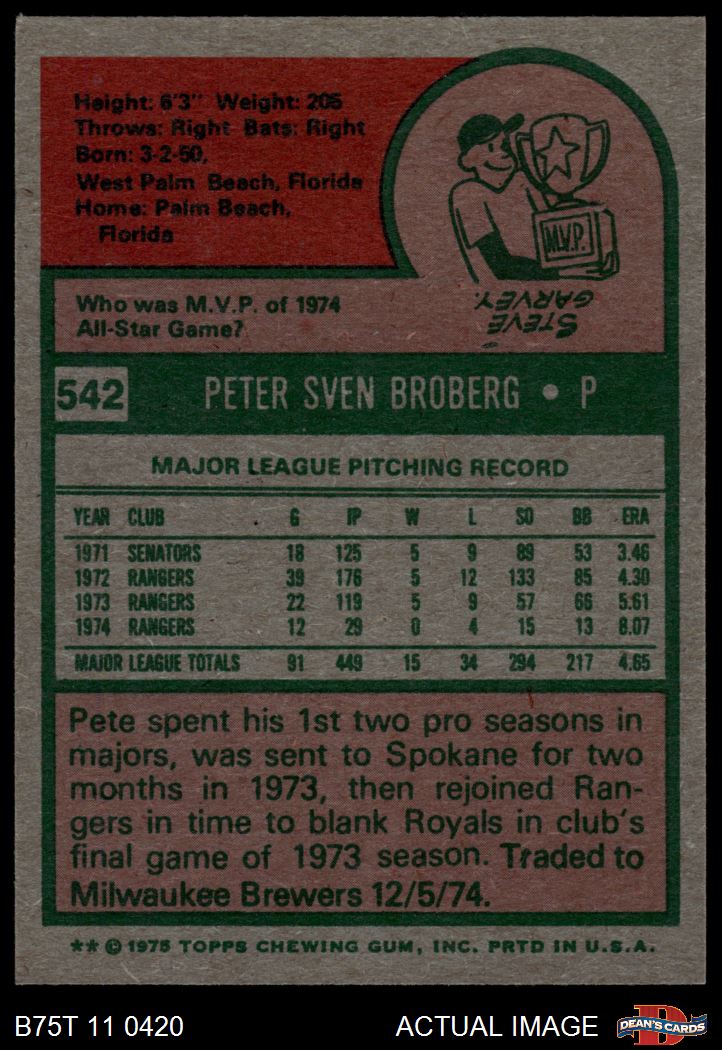 Height: 6'3" Weight: 205
Throws: Right Bats: Right
Born: 3-2-50,
West Palm Beach, Florida
Home: Palm Beach,
Florida
M.V.P.
STEVE
GARVEY.
Who was M.V.P. of 1974
All-Star Game?
542 PETER SVEN BROBERG • P
MAJOR LEAGUE PITCHING RECORD
YEAR CLUB G IP W L SO BB ERA
1971 SENATORS 18 125 5 9 89 53 3.46
1972 RANGERS 39 176 5 12 133 85 4.30
1973 RANGERS 22 119 5 9 57 66 5.61
1974 RANGERS 12 29 0 4 15 13 8.07
MAJOR LEAGUE TOTALS 91 449 15 34 294 217 4.65
Pete spent his 1st two pro seasons in
majors, was sent to Spokane for two
months in 1973, then rejoined Ran-
gers in time to blank Royals in club's
final game of 1973 season. Traded to
Milwaukee Brewers 12/5/74.
** © 1975 TOPPS CHEWING GUM, INC. PRTD IN U.S.A.
B75T 11 0420 ACTUAL IMAGE
D
DEAN'S CARDS